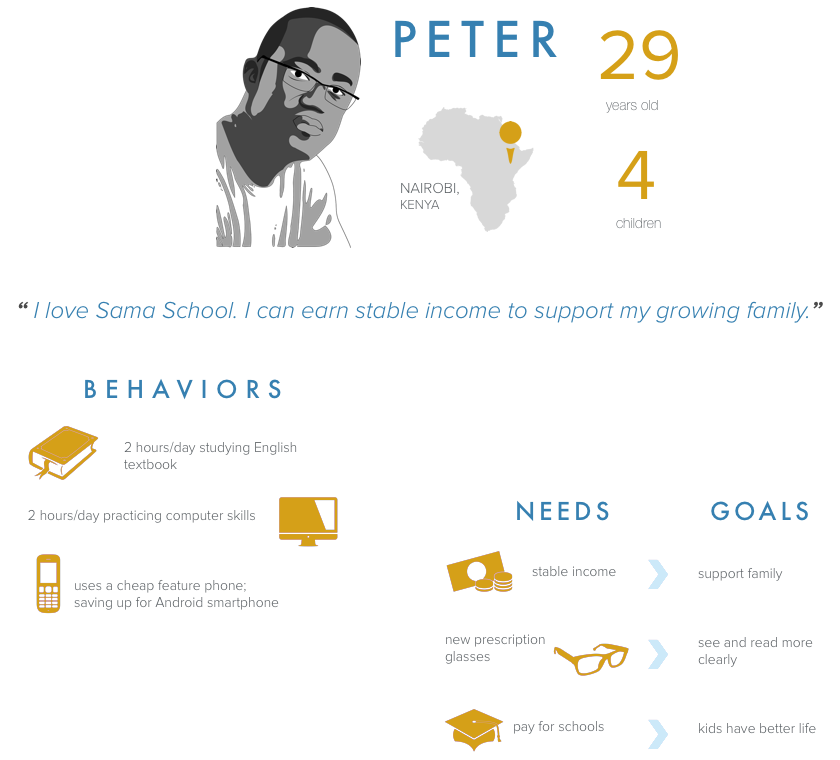 PETER
29
years old
NAIROBI,
KENYA
4
children
“ I love Sama School. I can earn stable income to support my growing family.”
BEHAVIORS
2 hours/day studying English
textbook
2 hours/day practicing computer skills
uses a cheap feature phone;
saving up for Android smartphone
NEEDS
GOALS
stable income
support family
new prescription
glasses
see and read more
clearly
pay for schools
kids have better life